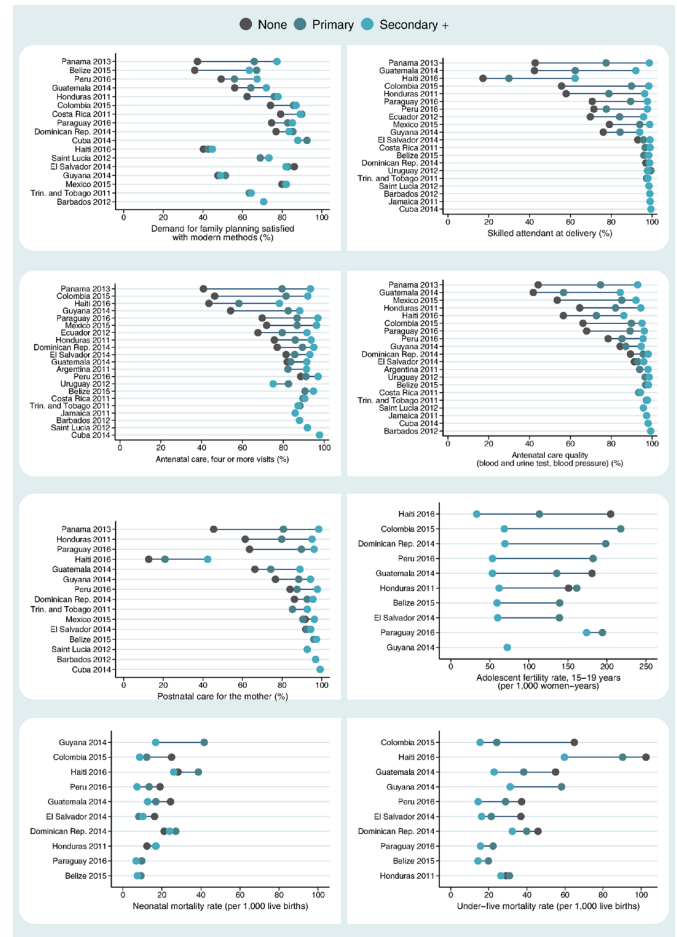 None Primary Secondary +
Panama 2013
Belize 2015
Peru 2016
Guatemala 2014
Honduras 2011
Colombia 2015
Costa Rica 2011
Paraguay 2016
Dominican Rep. 2014
Cuba 2014
Haiti 2016
Saint Lucia 2012
El Salvador 2014
Guyana 2014
Mexico 2015
Trin. and Tobago 2011
Barbados 2012
0 20 40 60 80 100
Demand for family planning satisfied
with modern methods (%)
Panama 2013
Guatemala 2014
Haiti 2016
Colombia 2015
Honduras 2011
Paraguay 2016
Peru 2016
Ecuador 2012
Mexico 2015
Guyana 2014
El Salvador 2014
Costa Rica 2011
Belize 2015
Dominican Rep. 2014
Uruguay 2012
Trin. and Tobago 2011
Saint Lucia 2012
Barbados 2012
Jamaica 2011
Cuba 2014
0 20 40 60 80 100
Skilled attendant at delivery (%)
Panama 2013
Colombia 2015
Haiti 2016
Guyana 2014
Paraguay 2016
Mexico 2015
Ecuador 2012
Honduras 2011
Dominican Rep. 2014
El Salvador 2014
Guatemala 2014
Argentina 2011
Peru 2016
Uruguay 2012
Belize 2015
Costa Rica 2011
Trin. and Tobago 2011
Jamaica 2011
Barbados 2012
Saint Lucia 2012
Cuba 2014
0 20 40 60 80 100
Antenatal care, four or more visits (%)
Panama 2013
Guatemala 2014
Mexico 2015
Honduras 2011
Haiti 2016
Colombia 2015
Paraguay 2016
Peru 2016
Guyana 2014
Dominican Rep. 2014
El Salvador 2014
Argentina 2011
Uruguay 2012
Belize 2015
Costa Rica 2011
Trin. and Tobago 2011
Saint Lucia 2012
Jamaica 2011
Cuba 2014
Barbados 2012
0 20 40 60 80 100
Antenatal care quality
(blood and urine test, blood pressure) (%)
Panama 2013
Honduras 2011
Paraguay 2016
Haiti 2016
Guatemala 2014
Guyana 2014
Peru 2016
Dominican Rep. 2014
Trin. and Tobago 2011
Mexico 2015
El Salvador 2014
Belize 2015
Saint Lucia 2012
Barbados 2012
Cuba 2014
0 20 40 60 80 100
Postnatal care for the mother (%)
Haiti 2016
Colombia 2015
Dominican Rep. 2014
Peru 2016
Guatemala 2014
Honduras 2011
Belize 2015
El Salvador 2014
Paraguay 2016
Guyana 2014
0 50 100 150 200 250
Adolescent fertility rate, 15–19 years
(per 1,000 women–years)
Guyana 2014
Colombia 2015
Haiti 2016
Peru 2016
Guatemala 2014
El Salvador 2014
Dominican Rep. 2014
Honduras 2011
Paraguay 2016
Belize 2015
0 20 40 60 80 100
Neonatal mortality rate (per 1,000 live births)
Colombia 2015
Haiti 2016
Guatemala 2014
Guyana 2014
Peru 2016
El Salvador 2014
Dominican Rep. 2014
Paraguay 2016
Belize 2015
Honduras 2011
0 20 40 60 80 100
Under–five mortality rate (per 1,000 live births)